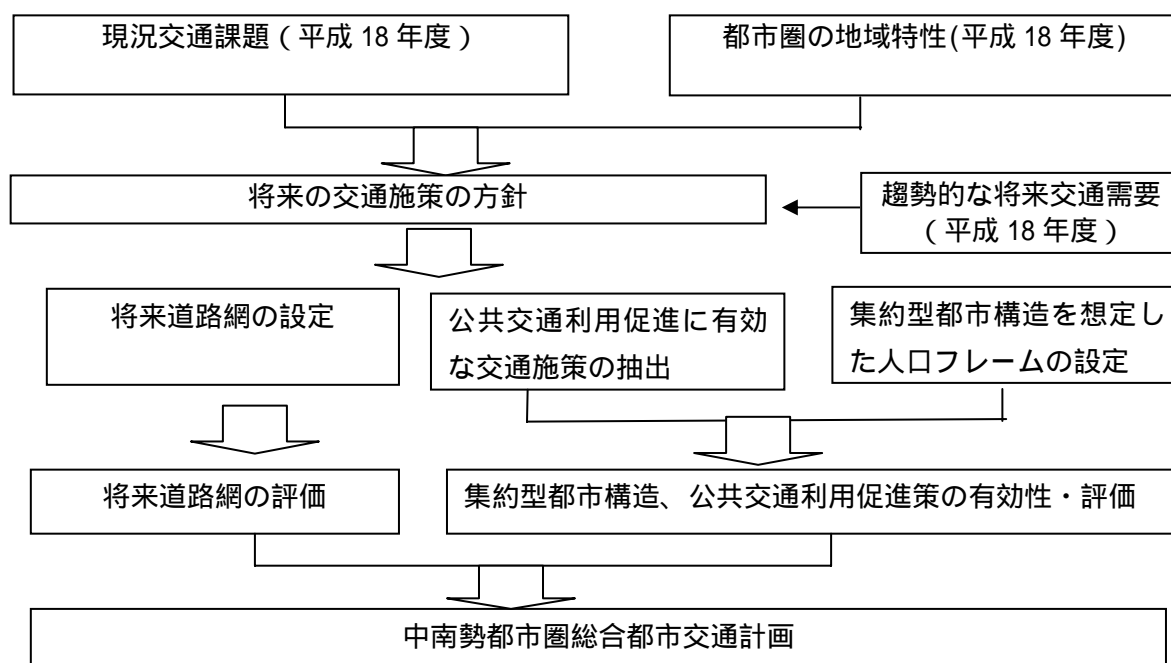 現況交通課題（平成 18 年度）
都市圏の地域特性(平成 18 年度)
将来の交通施策の方針
趨勢的な将来交通需要
（平成 18 年度）
将来道路網の設定
公共交通利用促進に有効
な交通施策の抽出
集約型都市構造を想定し
た人口フレームの設定
将来道路網の評価
集約型都市構造、公共交通利用促進策の有効性・評価
中南勢都市圏総合都市交通計画